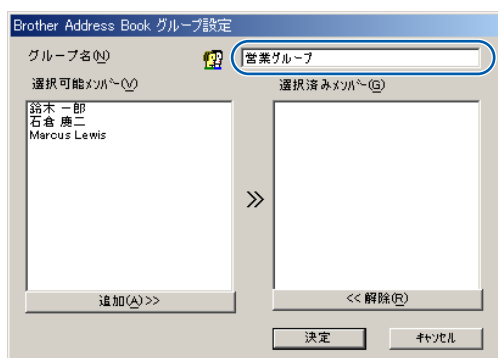 Brother Address Book グループ設定
グループ名(N) 営業グループ
選択可能メンバー(V) 選択済みメンバー(G)
鈴木 一郎
石倉 庸二
Marcus Lewis
≫
追加(A)>> <<解除(R)
決定 キャンセル